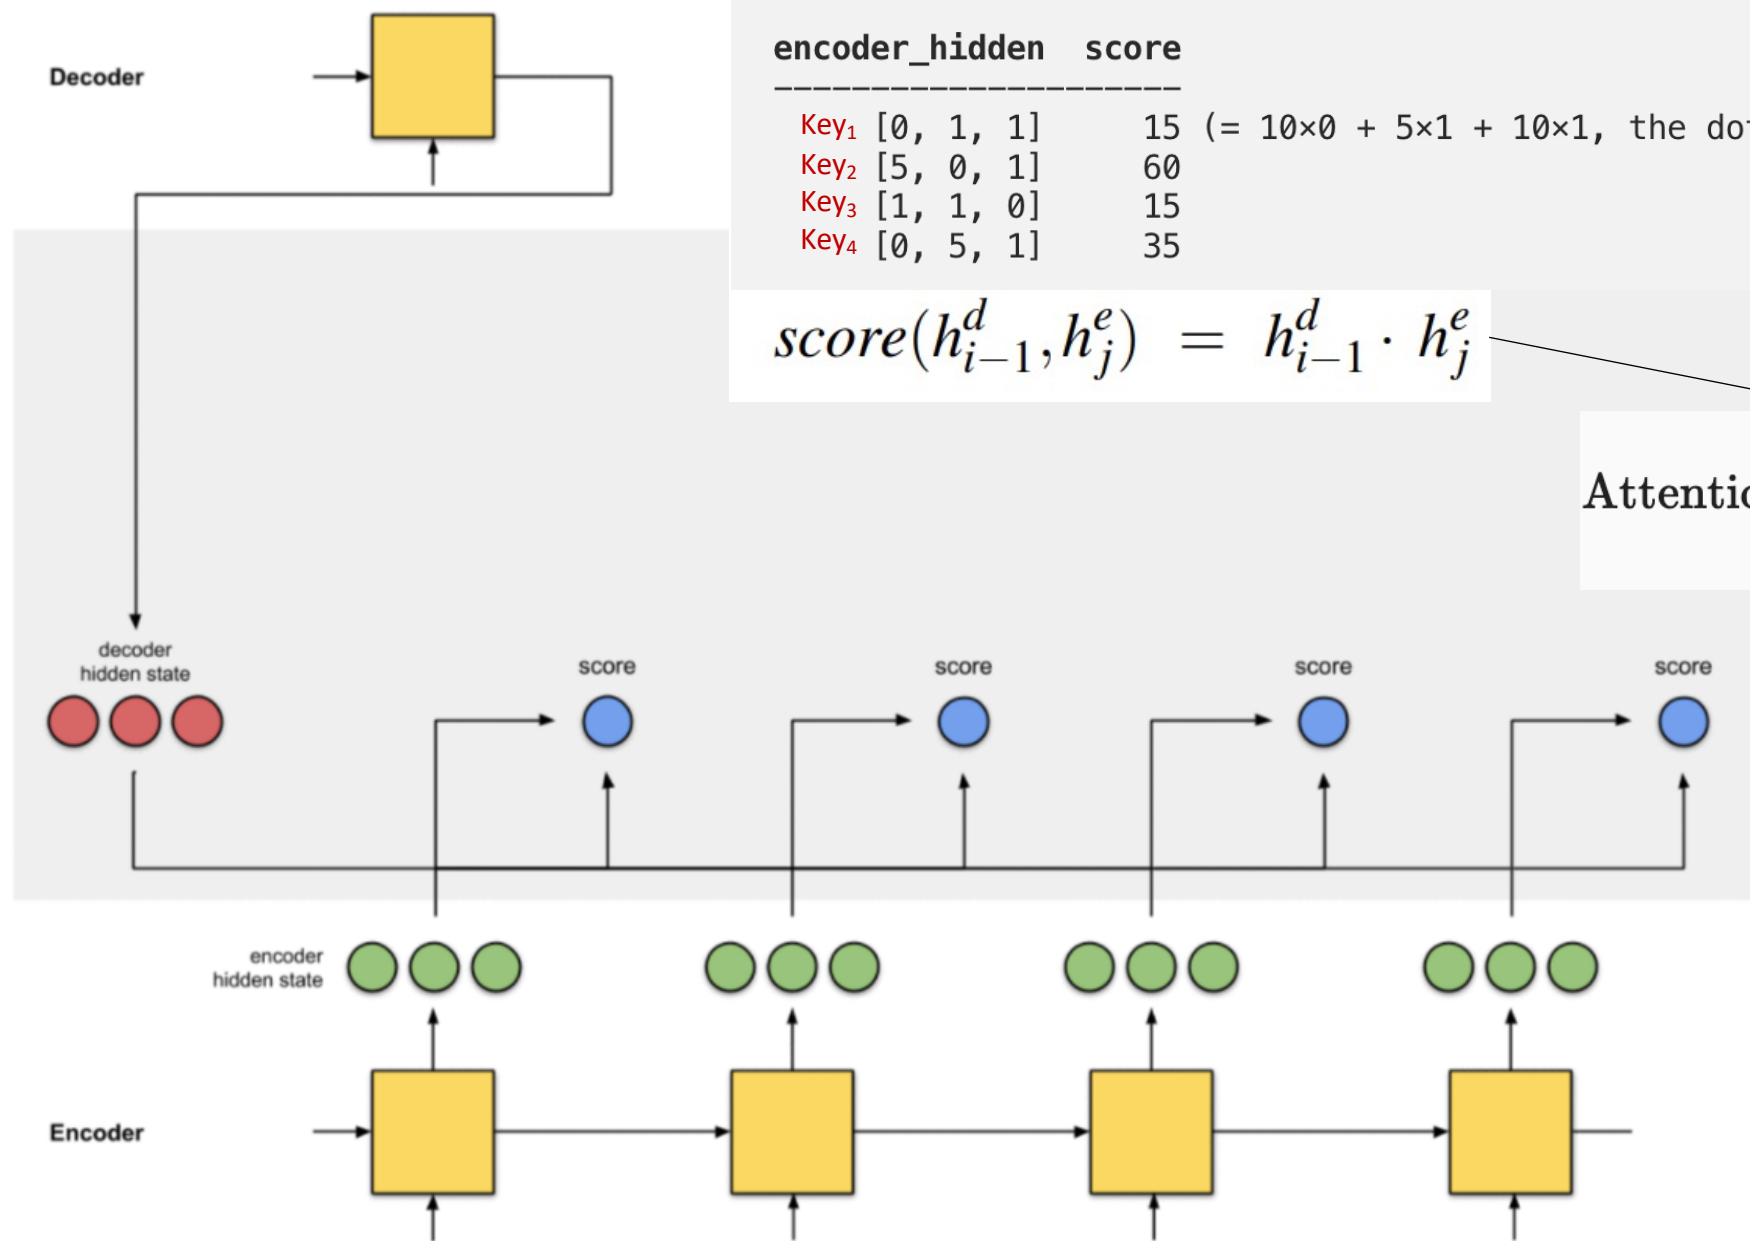 Decoder
encoder_hidden score
---------------------
Key₁ [0, 1, 1] 15 (= 10×0 + 5×1 + 10×1, the
Key₂ [5, 0, 1] 60
Key₃ [1, 1, 0] 15
Key₄ [0, 5, 1] 35
score(h^d_{i-1}, h^e_j) = h^d_{i-1} · h^e_j
decoder
hidden state
score score score score
encoder
hidden state
Encoder